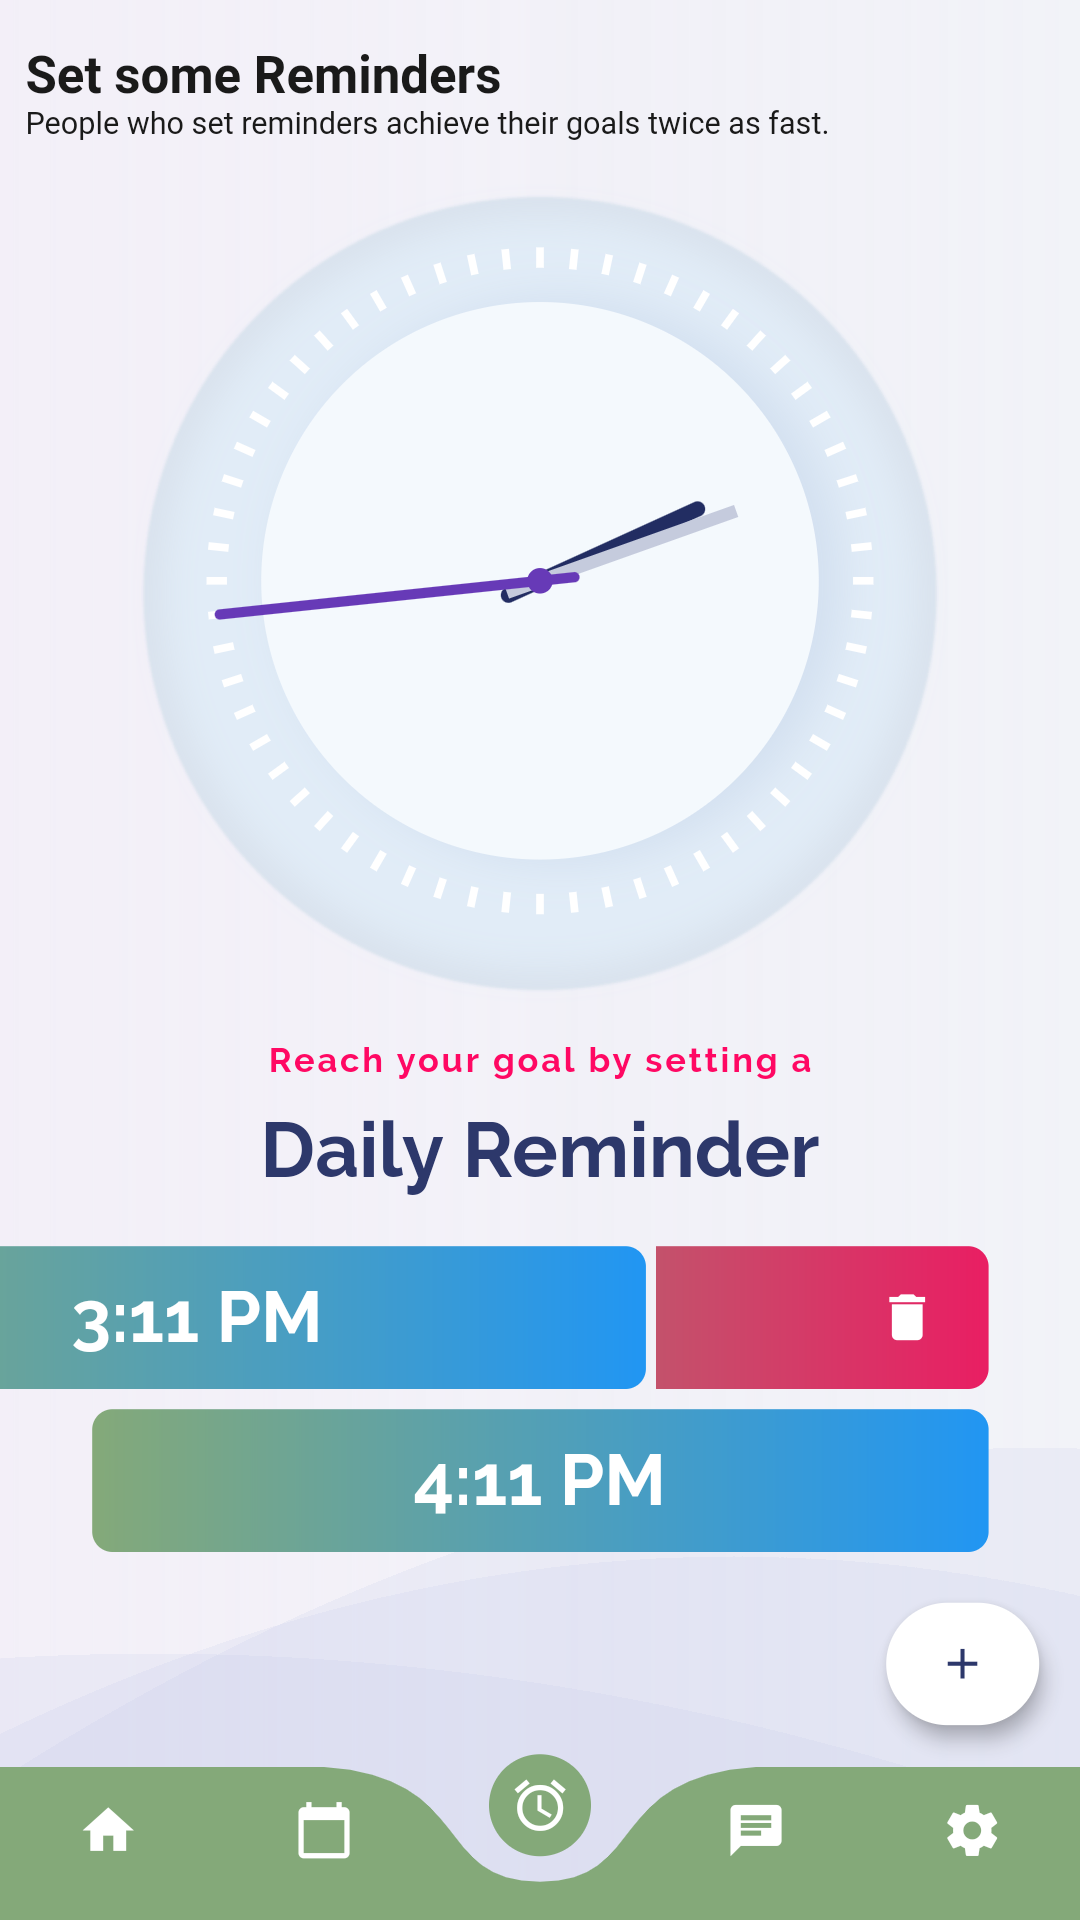 Set some Reminders
People who set reminders achieve their goals twice as fast.
Reach your goal by setting a
Daily Reminder
3:11 PM
4:11 PM